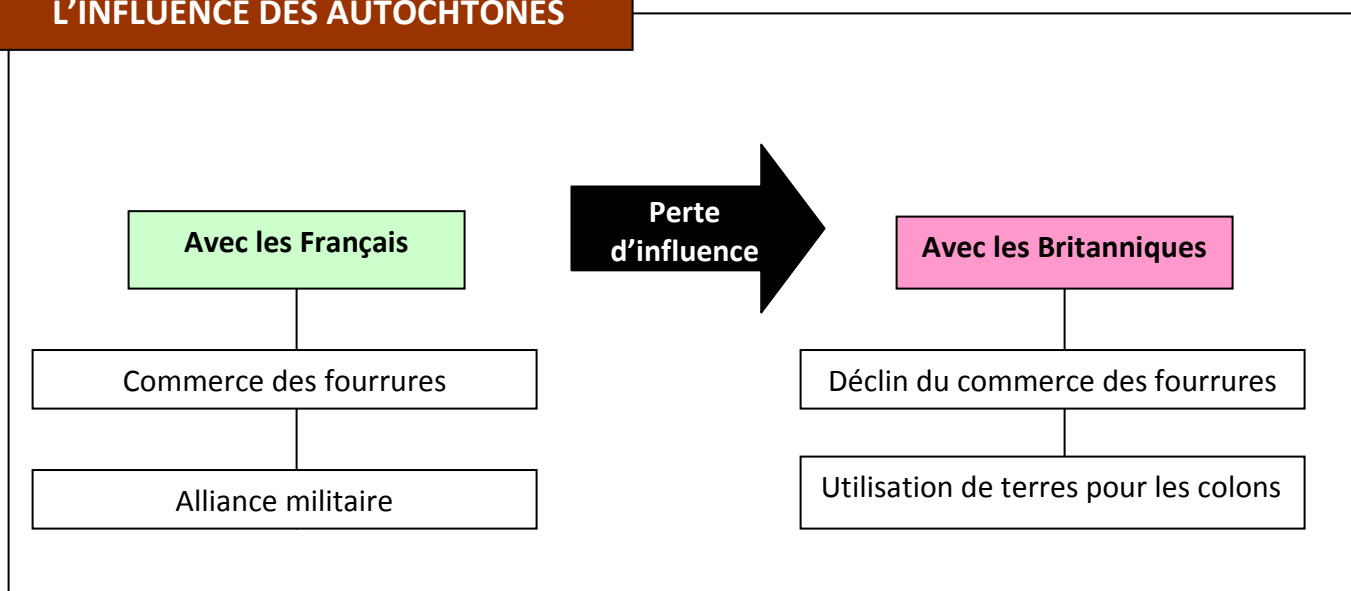 L'INFLUENCE DES AUTOCHTONES
Perte
d'influence
Avec les Français
Commerce des fourrures
Alliance militaire
Avec les Britanniques
Déclin du commerce des fourrures
Utilisation de terres pour les colons